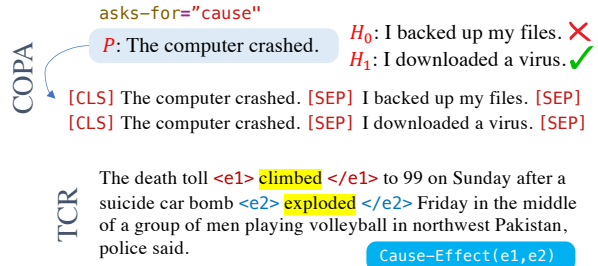 asks-for="cause"
COPA
P: The computer crashed.
H0: I backed up my files.
H1: I downloaded a virus.
[CLS] The computer crashed. [SEP] I backed up my files. [SEP]
[CLS] The computer crashed. [SEP] I downloaded a virus. [SEP]
TCR
The death toll <e1> climbed </e1> to 99 on Sunday after a
suicide car bomb <e2> exploded </e2> Friday in the middle
of a group of men playing volleyball in northwest Pakistan,
police said.
Cause-Effect(e1,e2)